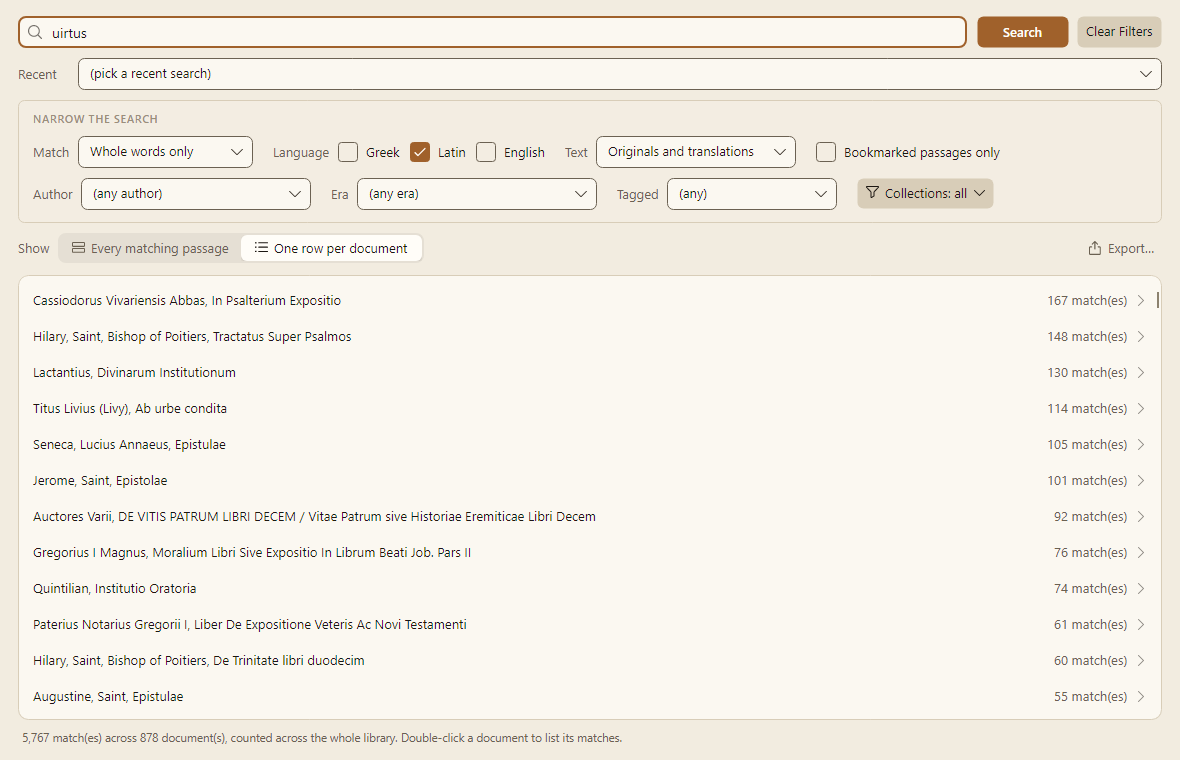 uirtus
Search
Clear Filters
Recent (pick a recent search)
NARROW THE SEARCH
Match Whole words only Language Greek Latin English Text Originals and translations Bookmarked passages only
Author (any author) Era (any era) Tagged (any) Collections: all
Show Every matching passage One row per document Export...
Cassiodorus Vivariensis Abbas, In Psalterium Expositio 167 match(es)
Hilary, Saint, Bishop of Poitiers, Tractatus Super Psalmos 148 match(es)
Lactantius, Divinarum Institutionum 130 match(es)
Titus Livius (Livy), Ab urbe condita 114 match(es)
Seneca, Lucius Annaeus, Epistulae 105 match(es)
Jerome, Saint, Epistolae 101 match(es)
Auctores Varii, DE VITIS PATRUM LIBRI DECEM / Vitae Patrum sive Historiae Eremiticae Libri Decem 92 match(es)
Gregorius I Magnus, Moralium Libri Sive Expositio In Librum Beati Job. Pars II 76 match(es)
Quintilian, Institutio Oratoria 74 match(es)
Paterius Notarius Gregorii I, Liber De Expositione Veteris Ac Novi Testamenti 61 match(es)
Hilary, Saint, Bishop of Poitiers, De Trinitate libri duodecim 60 match(es)
Augustine, Saint, Epistulae 55 match(es)
5,767 match(es) across 878 document(s), counted across the whole library. Double-click a document to list its matches.